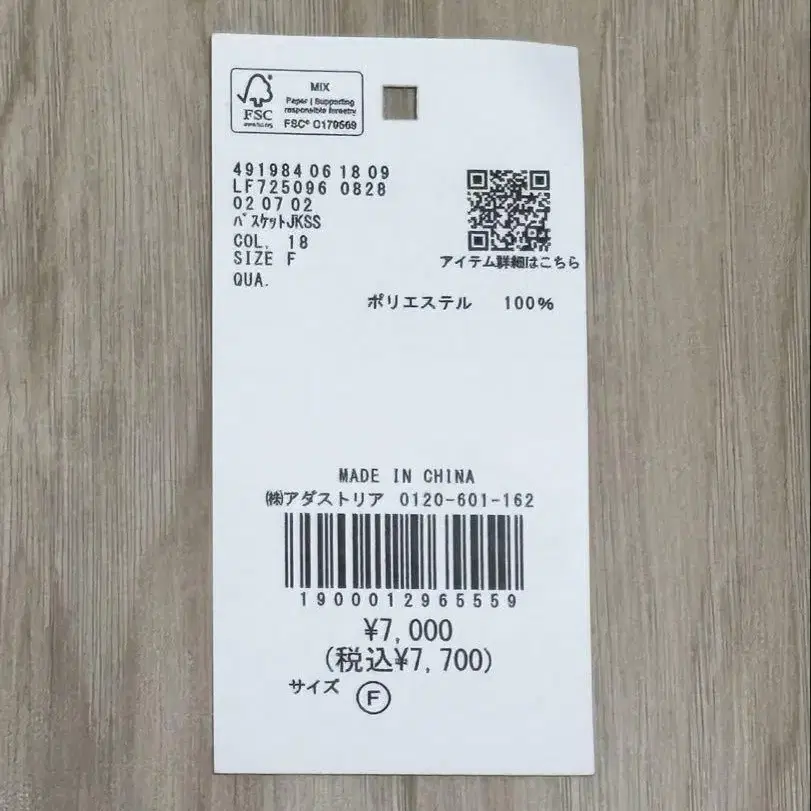 MIX
Paper | Supporting
responsible forestry
FSC® C170569
FSC
www.fsc.org
491984 06 18 09
LF725096 0828
02 07 02
ﾊﾞｽｹｯﾄJKSS
COL. 18
SIZE F
QUA.
アイテム詳細はこちら
ポリエステル 100%
MADE IN CHINA
㈱アダストリア 0120-601-162
1900012965559
¥7,000
(税込¥7,700)
サイズ F